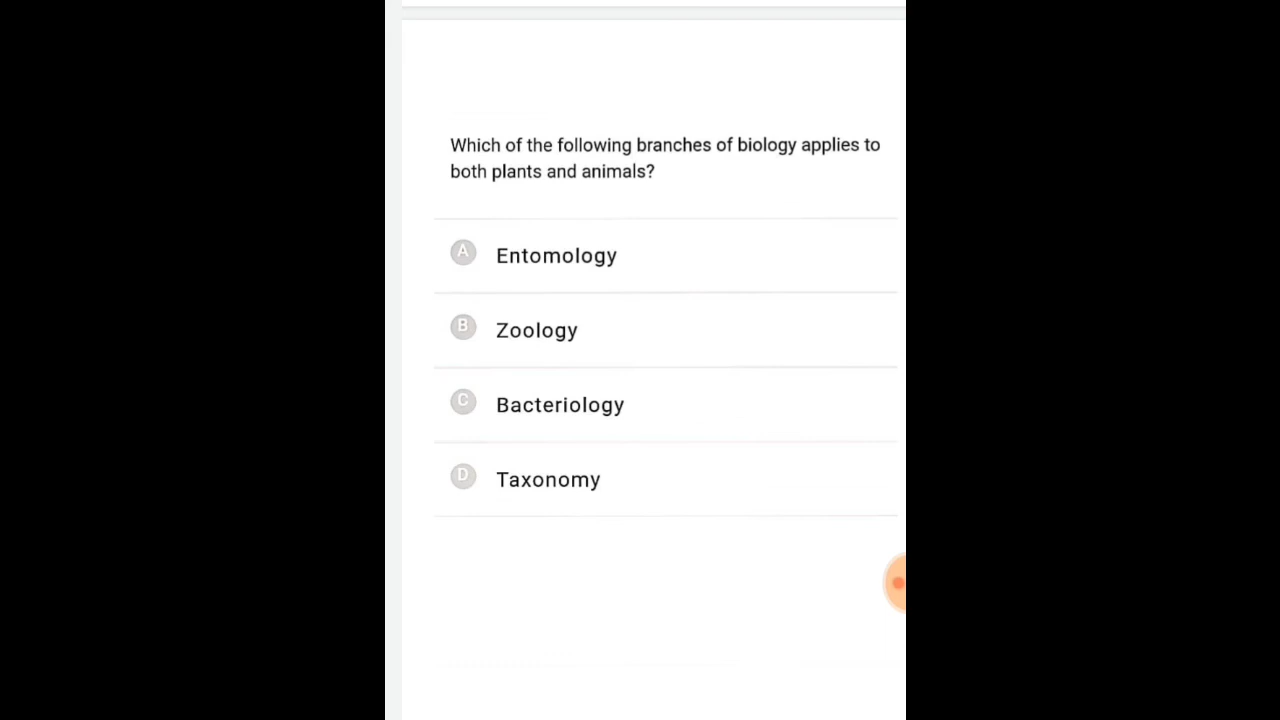 Which of the following branches of biology applies to
both plants and animals?
A Entomology
B Zoology
C Bacteriology
D Taxonomy